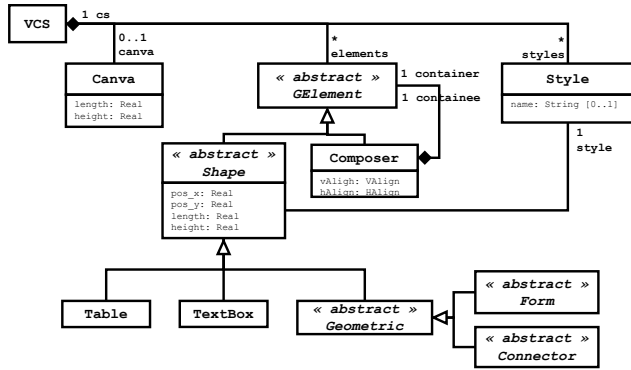 VCS
1 cs
0..1
canva
*
elements
*
styles
Canva
length: Real
height: Real
« abstract »
GElement
1 container
1 containee
Style
name: String [0..1]
« abstract »
Shape
pos_x: Real
pos_y: Real
length: Real
height: Real
Composer
vAligh: VAlign
hAlign: HAlign
1
style
Table
TextBox
« abstract »
Geometric
« abstract »
Form
« abstract »
Connector